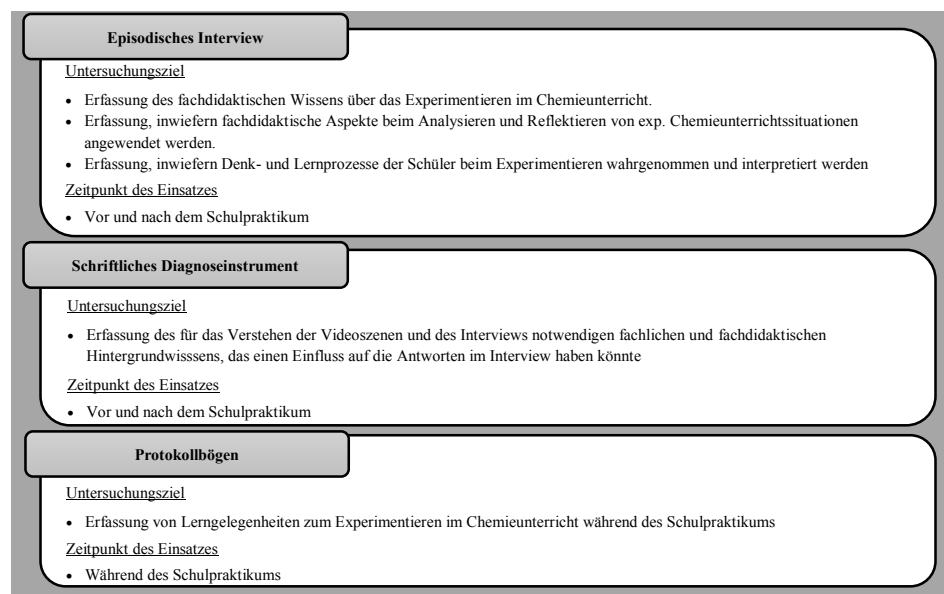 Episodisches Interview
Untersuchungsziel
• Erfassung des fachdidaktischen Wissens über das Experimentieren im Chemieunterricht.
• Erfassung, inwiefern fachdidaktische Aspekte beim Analysieren und Reflektieren von exp. Chemieunterrichtssituationen
angewendet werden.
• Erfassung, inwiefern Denk- und Lernprozesse der Schüler beim Experimentieren wahrgenommen und interpretiert werden
Zeitpunkt des Einsatzes
• Vor und nach dem Schulpraktikum
Schriftliches Diagnoseinstrument
Untersuchungsziel
• Erfassung des für das Verstehen der Videoszenen und des Interviews notwendigen fachlichen und fachdidaktischen
Hintergrundwisssens, das einen Einfluss auf die Antworten im Interview haben könnte
Zeitpunkt des Einsatzes
• Vor und nach dem Schulpraktikum
Protokollbögen
Untersuchungsziel
• Erfassung von Lerngelegenheiten zum Experimentieren im Chemieunterricht während des Schulpraktikums
Zeitpunkt des Einsatzes
• Während des Schulpraktikums